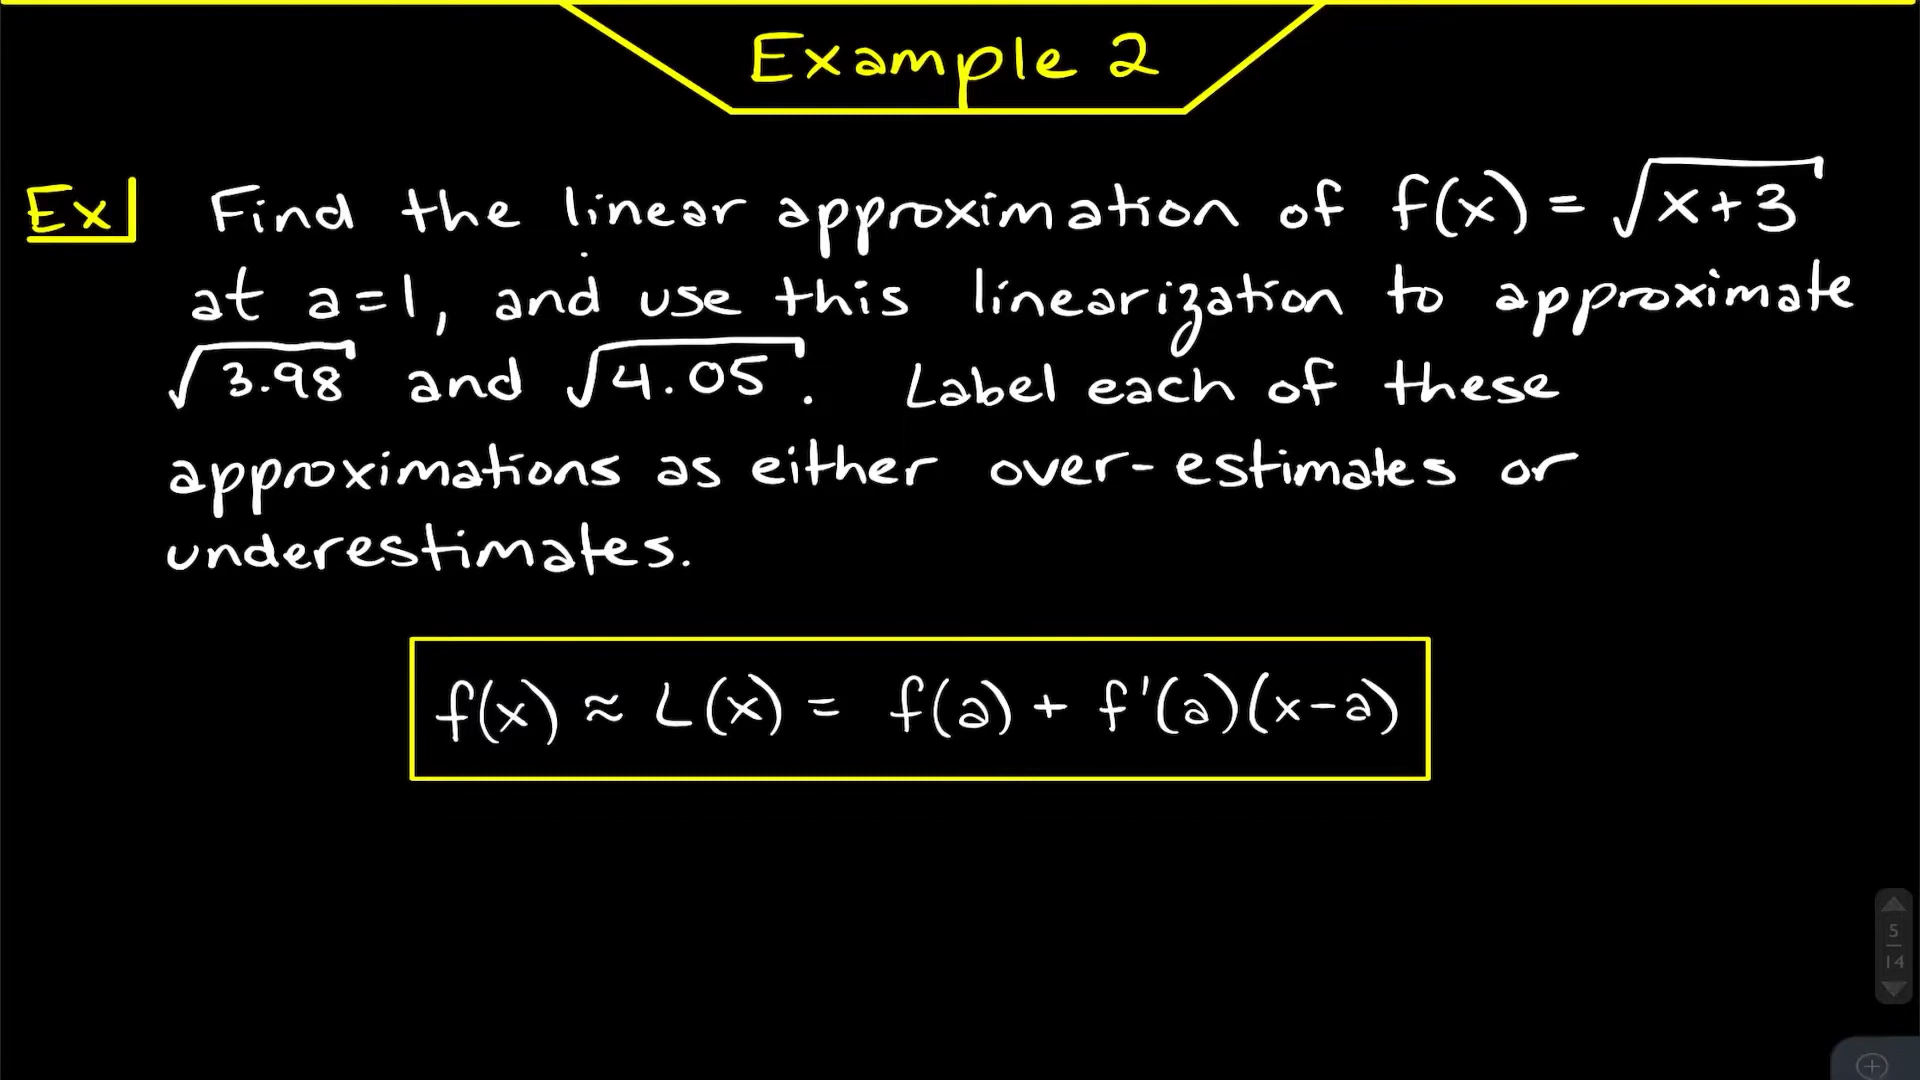 Example 2
Ex Find the linear approximation of f(x) = √x+3
at a=1, and use this linearization to approximate
√3.98 and √4.05. Label each of these
approximations as either over-estimates or
underestimates.
f(x) ≈ L(x) = f(a) + f'(a)(x-a)
5
14